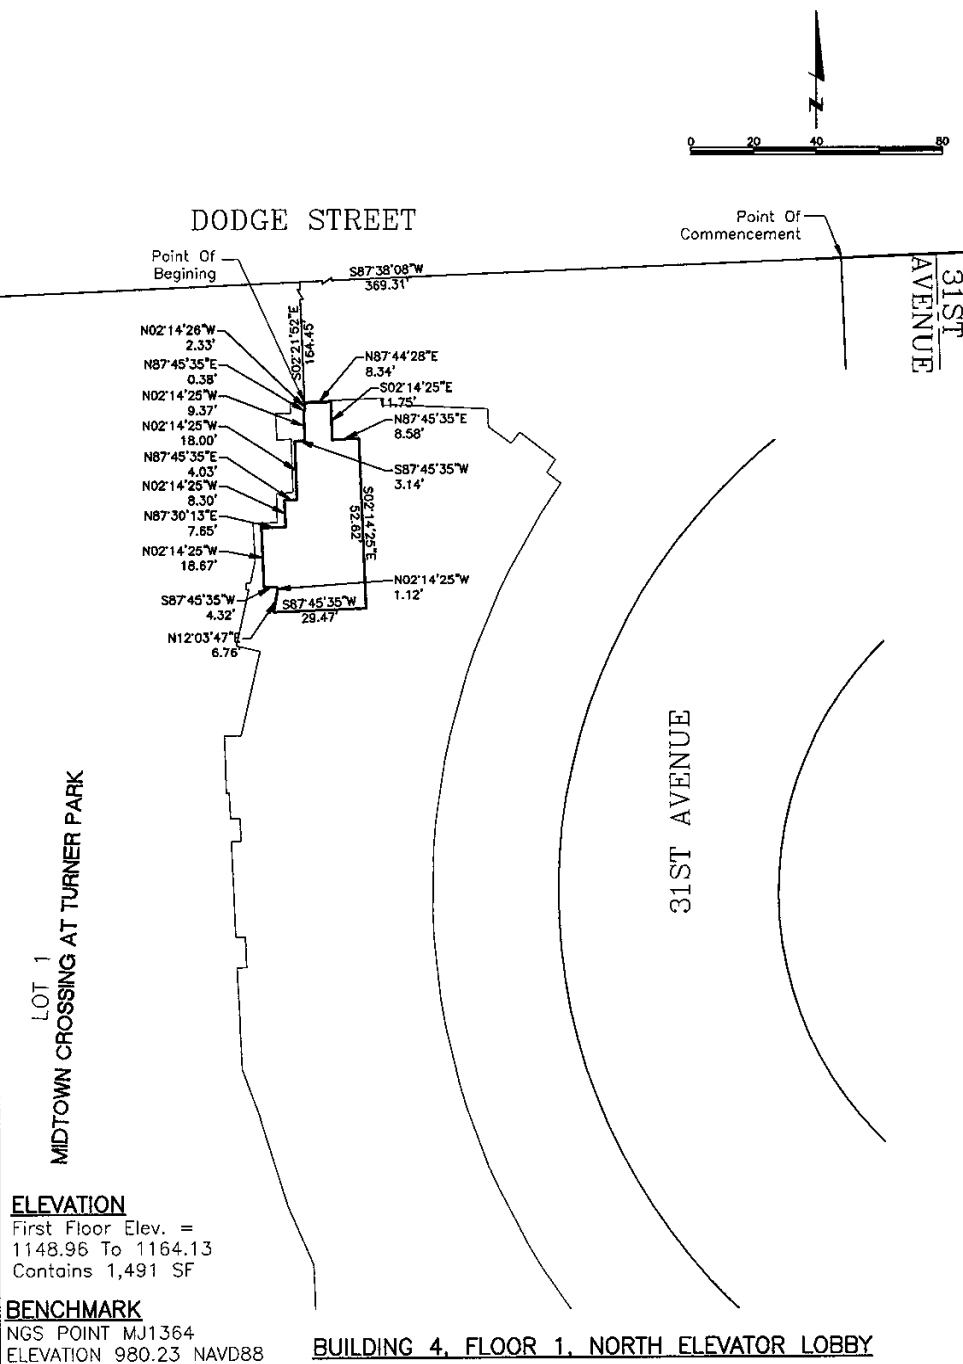 N
0 20 40 80
DODGE STREET
Point Of
Commencement
Point Of
Begining
S87°38'08"W
369.31'
31ST
AVENUE
S02°21'52"E
164.45'
N02°14'26"W
2.33'
N87°45'35"E
0.38'
N02°14'25"W
9.37'
N02°14'25"W
18.00'
N87°45'35"E
4.03'
N02°14'25"W
8.30'
N87°30'13"E
7.65'
N02°14'25"W
18.67'
S87°45'35"W
4.32'
N12°03'47"E
6.76'
N87°44'28"E
8.34'
S02°14'25"E
11.75'
N87°45'35"E
8.58'
S87°45'35"W
3.14'
S02°14'25"E
52.62'
N02°14'25"W
1.12'
S87°45'35"W
29.47'
31ST AVENUE
LOT 1
MIDTOWN CROSSING AT TURNER PARK
ELEVATION
First Floor Elev. =
1148.96 To 1164.13
Contains 1,491 SF
BENCHMARK
NGS POINT MJ1364
ELEVATION 980.23 NAVD88
BUILDING 4, FLOOR 1, NORTH ELEVATOR LOBBY